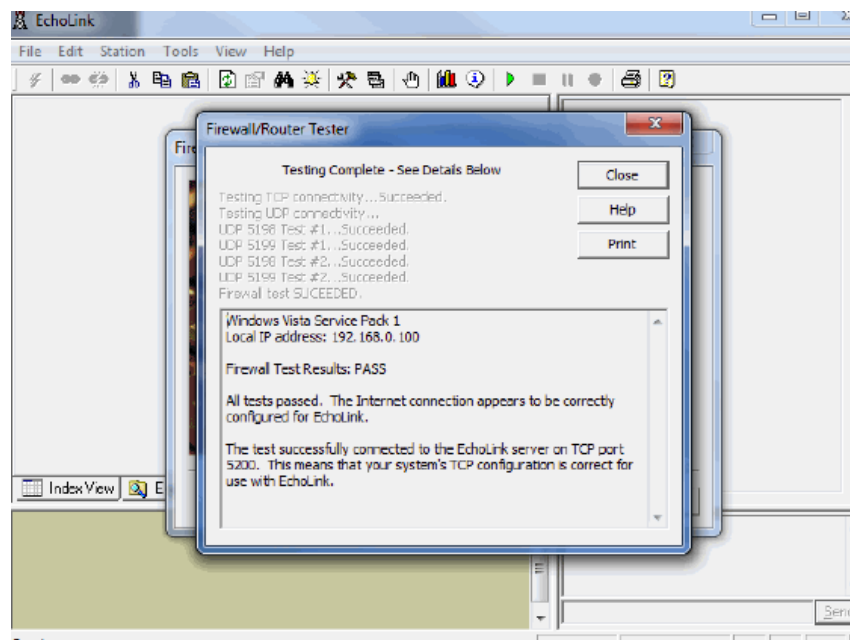 EchoLink
File Edit Station Tools View Help
Firewall/Router Tester
Fire
Testing Complete - See Details Below
Close
Testing TCP connectivity...Succeeded.
Testing UDP connectivity...
Help
UDP 5198 Test #1...Succeeded.
UDP 5199 Test #1...Succeeded.
Print
UDP 5198 Test #2...Succeeded.
UDP 5199 Test #2...Succeeded.
Firewall test SUCEEDED.
Windows Vista Service Pack 1
Local IP address: 192.168.0.100
Firewall Test Results: PASS
All tests passed. The Internet connection appears to be correctly
configured for EchoLink.
The test successfully connected to the EchoLink server on TCP port
5200. This means that your system's TCP configuration is correct for
use with EchoLink.
Index View E
Send